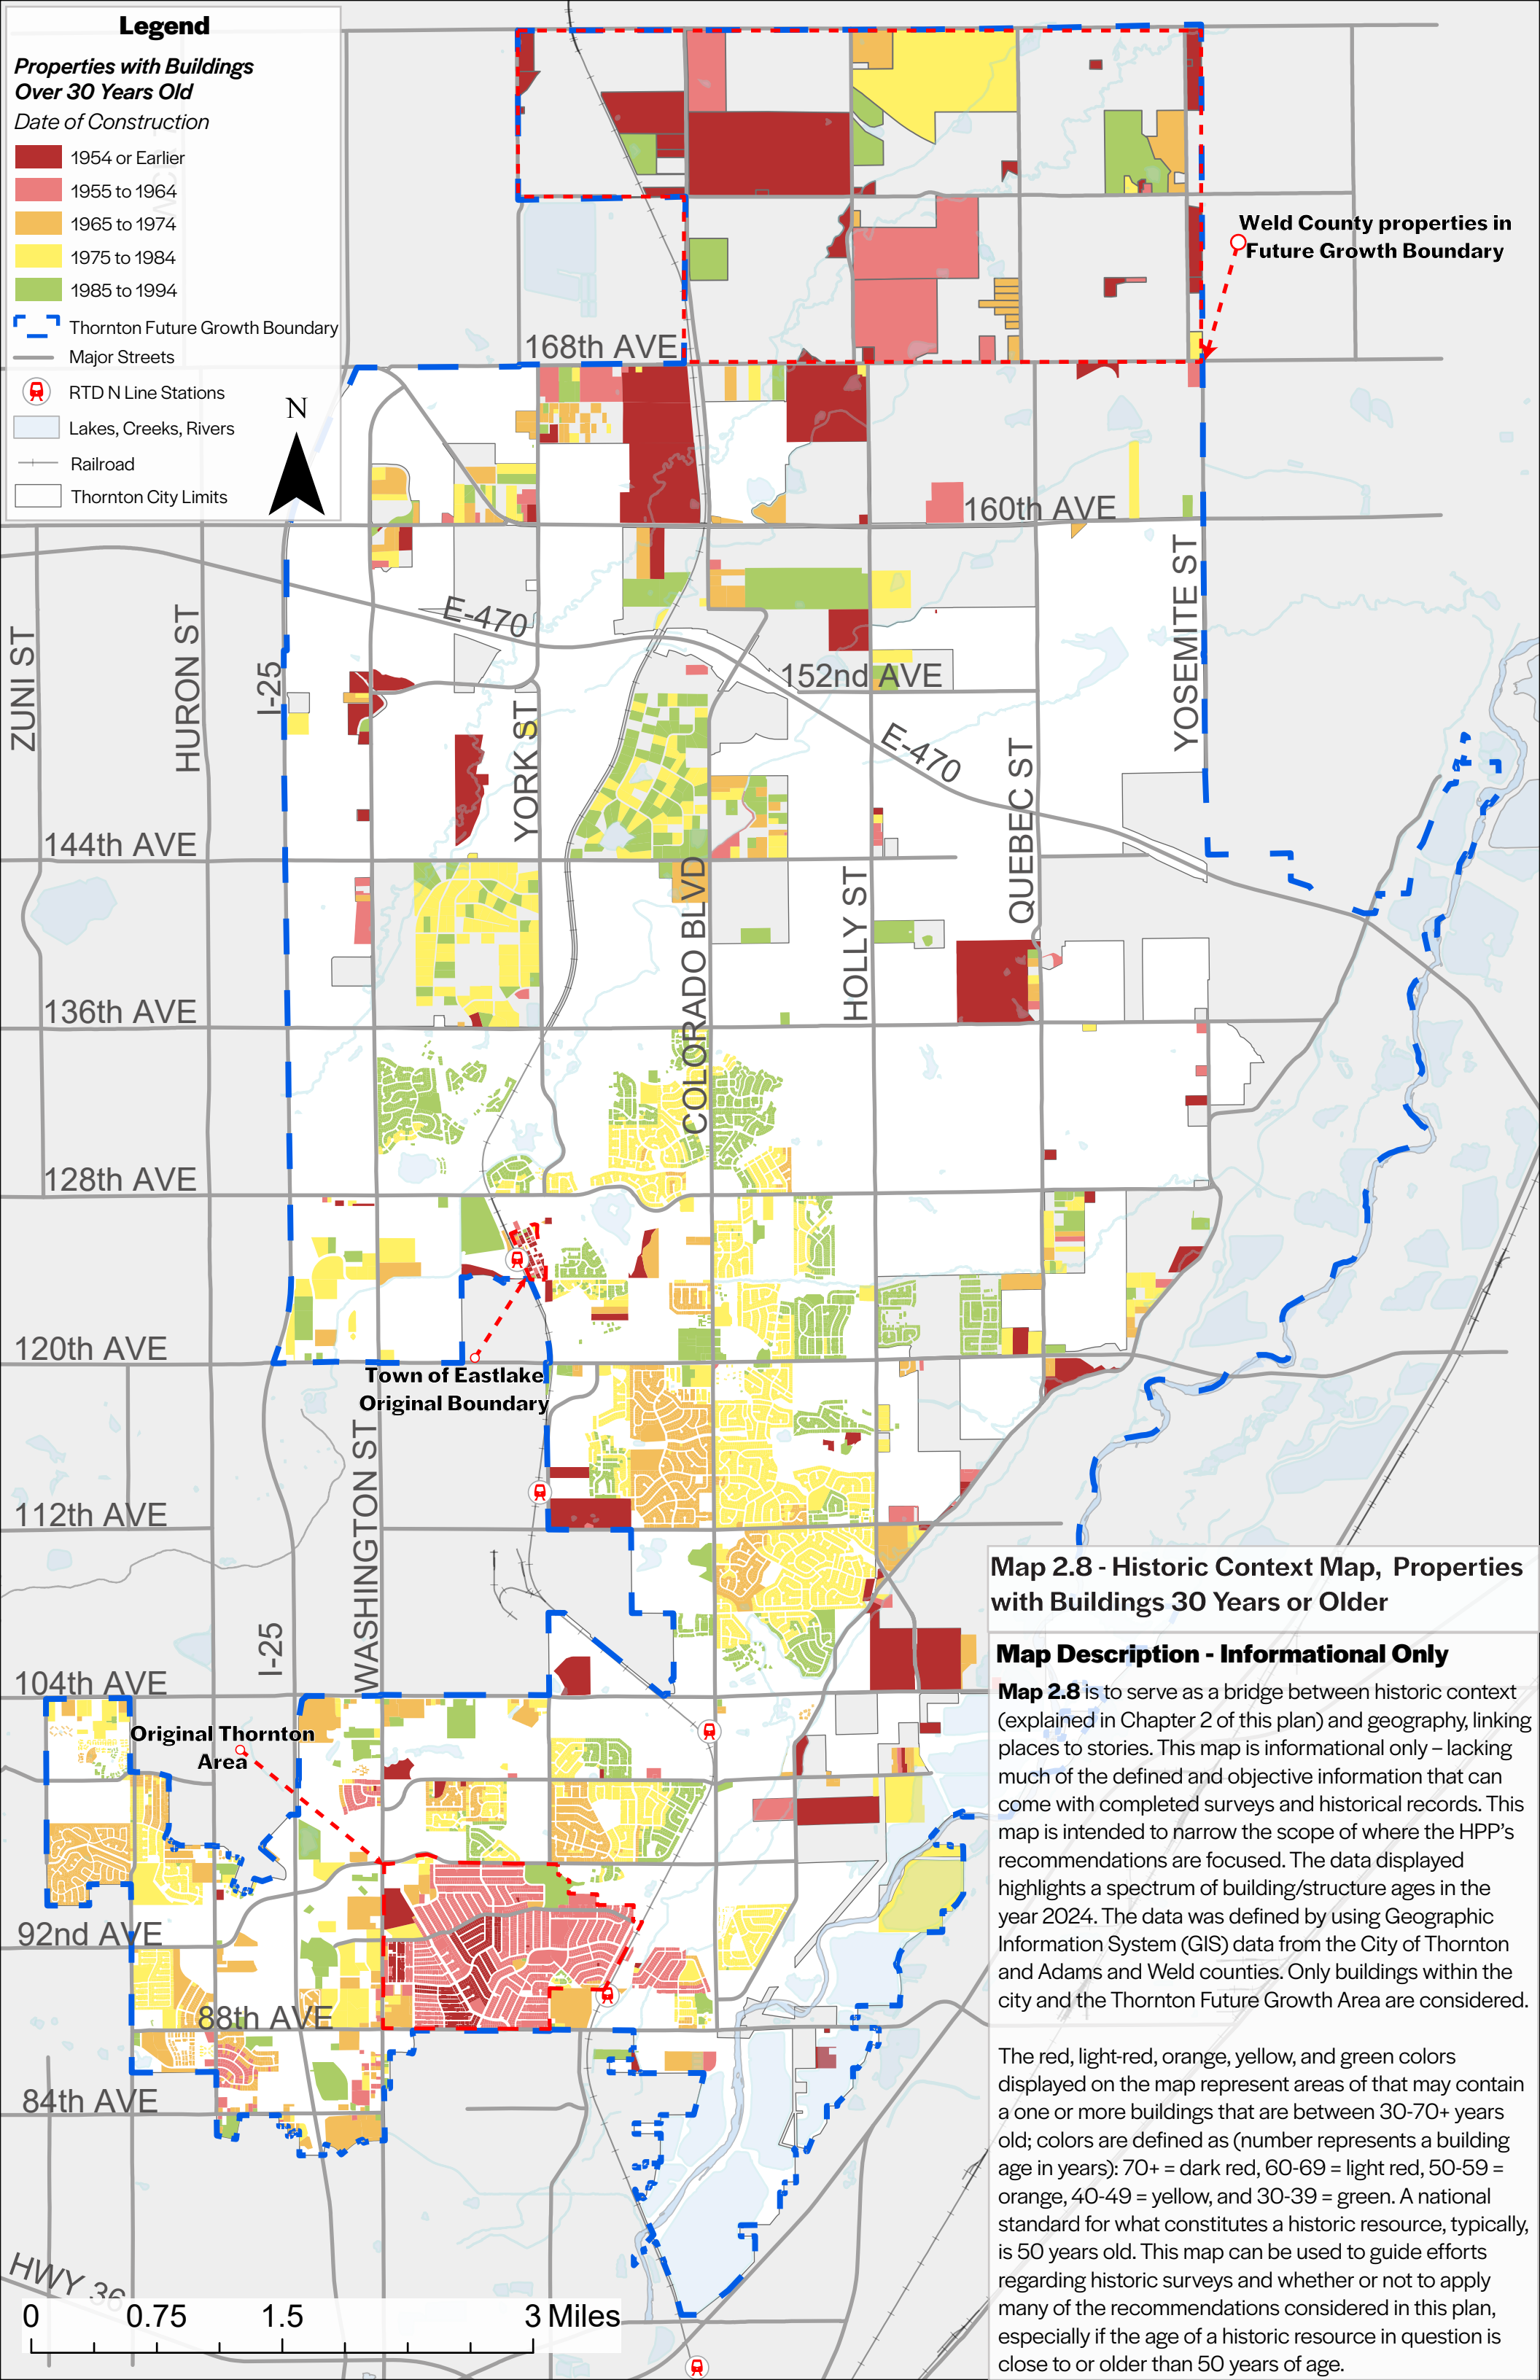 Legend
Properties with Buildings
Over 30 Years Old
Date of Construction
1954 or Earlier
1955 to 1964
1965 to 1974
1975 to 1984
1985 to 1994
Thornton Future Growth Boundary
Major Streets
RTD N Line Stations
Lakes, Creeks, Rivers
Railroad
Thornton City Limits
N
Weld County properties in
Future Growth Boundary
168th AVE
160th AVE
E-470
152nd AVE
E-470
ZUNI ST
HURON ST
I-25
YORK ST
YOSEMITE ST
QUEBEC ST
HOLLY ST
COLORADO BLVD
144th AVE
136th AVE
128th AVE
120th AVE
Town of Eastlake
Original Boundary
WASHINGTON ST
112th AVE
I-25
104th AVE
Original Thornton
Area
92nd AVE
88th AVE
84th AVE
HWY 36
0 0.75 1.5 3 Miles
Map 2.8 - Historic Context Map, Properties
with Buildings 30 Years or Older
Map Description - Informational Only
Map 2.8 is to serve as a bridge between historic context
(explained in Chapter 2 of this plan) and geography, linking
places to stories. This map is informational only – lacking
much of the defined and objective information that can
come with completed surveys and historical records. This
map is intended to narrow the scope of where the HPP's
recommendations are focused. The data displayed
highlights a spectrum of building/structure ages in the
year 2024. The data was defined by using Geographic
Information System (GIS) data from the City of Thornton
and Adams and Weld counties. Only buildings within the
city and the Thornton Future Growth Area are considered.
The red, light-red, orange, yellow, and green colors
displayed on the map represent areas of that may contain
a one or more buildings that are between 30-70+ years
old; colors are defined as (number represents a building
age in years): 70+ = dark red, 60-69 = light red, 50-59 =
orange, 40-49 = yellow, and 30-39 = green. A national
standard for what constitutes a historic resource, typically,
is 50 years old. This map can be used to guide efforts
regarding historic surveys and whether or not to apply
many of the recommendations considered in this plan,
especially if the age of a historic resource in question is
close to or older than 50 years of age.